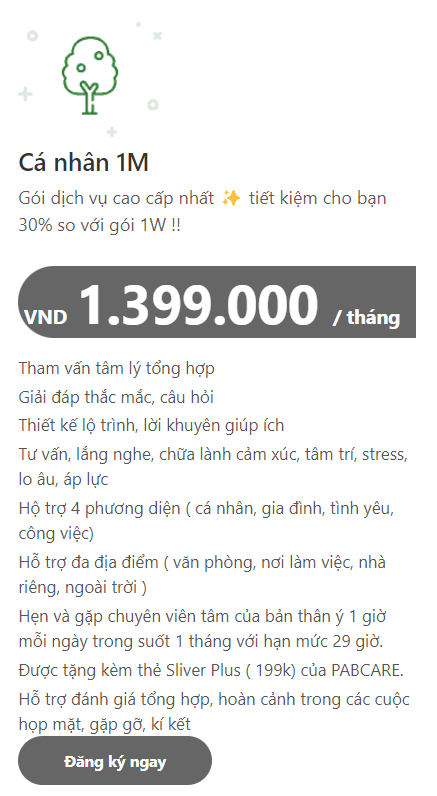 Cá nhân 1M
Gói dịch vụ cao cấp nhất ✨ tiết kiệm cho bạn
30% so với gói 1W !!
VND 1.399.000 / tháng
Tham vấn tâm lý tổng hợp
Giải đáp thắc mắc, câu hỏi
Thiết kế lộ trình, lời khuyên giúp ích
Tư vấn, lắng nghe, chữa lành cảm xúc, tâm trí, stress,
lo âu, áp lực
Hộ trợ 4 phương diện ( cá nhân, gia đình, tình yêu,
công việc)
Hỗ trợ đa địa điểm ( văn phòng, nơi làm việc, nhà
riêng, ngoài trời )
Hẹn và gặp chuyên viên tâm của bản thân ý 1 giờ
mỗi ngày trong suốt 1 tháng với hạn mức 29 giờ.
Được tặng kèm thẻ Sliver Plus ( 199k) của PABCARE.
Hỗ trợ đánh giá tổng hợp, hoàn cảnh trong các cuộc
họp mặt, gặp gỡ, kí kết
Đăng ký ngay